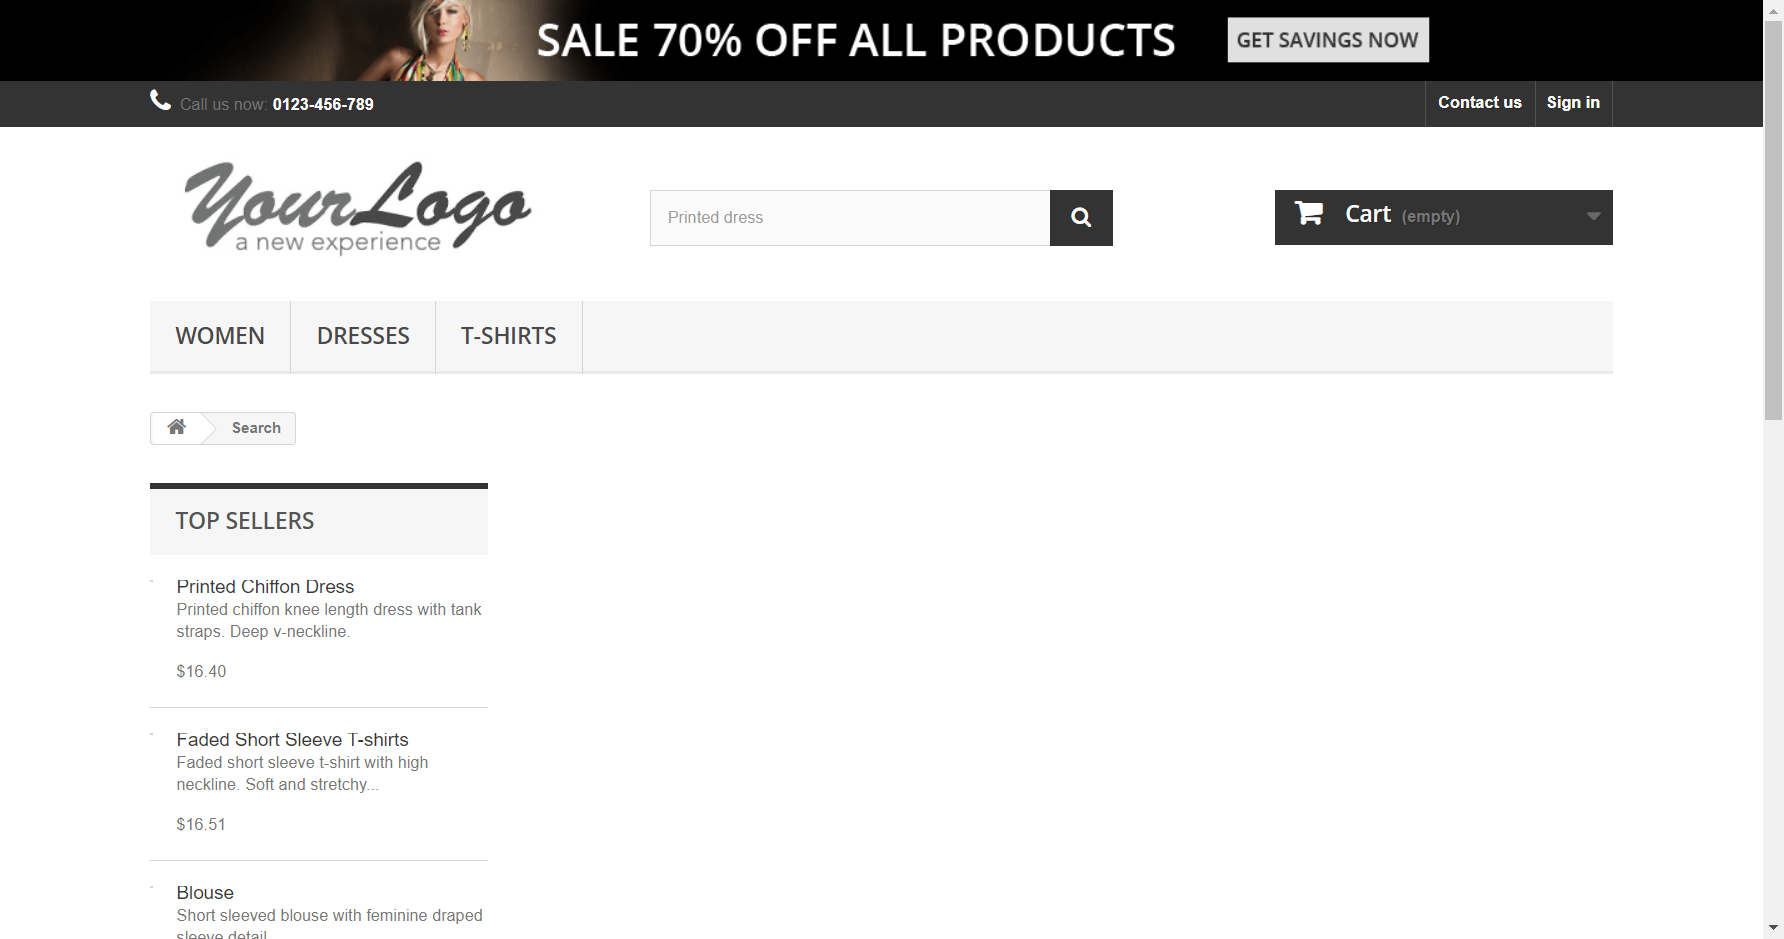 SALE 70% OFF ALL PRODUCTS
GET SAVINGS NOW
Call us now: 0123-456-789
Contact us
Sign in
YourLogo
a new experience
Printed dress
Cart (empty)
WOMEN
DRESSES
T-SHIRTS
Search
TOP SELLERS
Printed Chiffon Dress
Printed chiffon knee length dress with tank
straps. Deep v-neckline.
$16.40
Faded Short Sleeve T-shirts
Faded short sleeve t-shirt with high
neckline. Soft and stretchy...
$16.51
Blouse
Short sleeved blouse with feminine draped
sleeve detail.